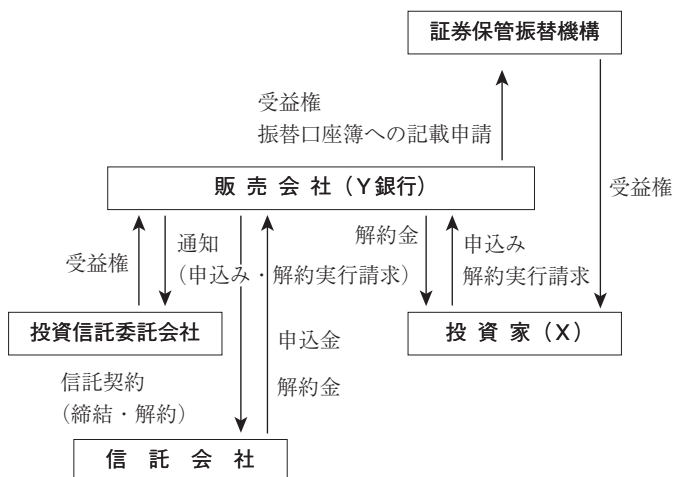 証券保管振替機構
受益権
振替口座簿への記載申請
販売会社（Y銀行）
受益権
受益権
通知
（申込み・解約実行請求）
解約金
申込み
解約実行請求
投資信託委託会社
申込金
投資家（X）
信託契約
（締結・解約）
解約金
信託会社